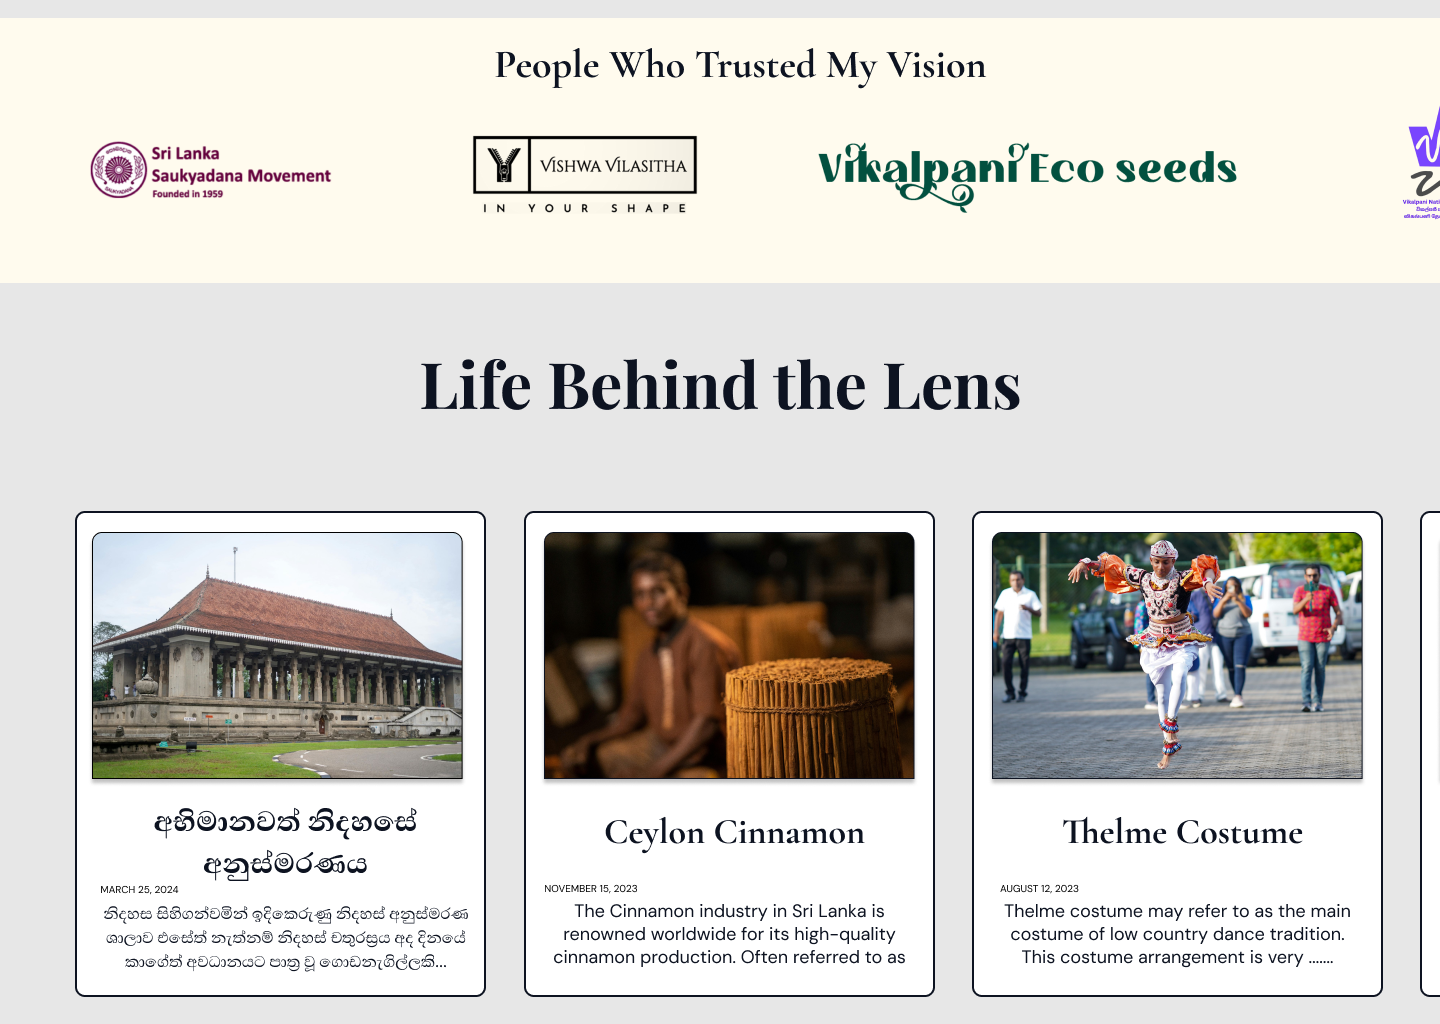 People Who Trusted My Vision
Sri Lanka
Saukyadana Movement
Founded in 1959
VISHWA VILASITHA
IN YOUR SHAPE
Vikalpani Eco seeds
Life Behind the Lens
අභිමානවත් නිදහසේ
අනුස්මරණය
MARCH 25, 2024
නිදහස සිහිගන්වමින් ඉදිකෙරුණු නිදහස් අනුස්මරණ
ශාලාව එසේත් නැත්නම් නිදහස් චතුරස්‍රය අද දිනයේ
කාගේත් අවධානයට පාත්‍ර වූ ගොඩනැගිල්ලකි...
Ceylon Cinnamon
NOVEMBER 15, 2023
The Cinnamon industry in Sri Lanka is
renowned worldwide for its high-quality
cinnamon production. Often referred to as
Thelme Costume
AUGUST 12, 2023
Thelme costume may refer to as the main
costume of low country dance tradition.
This costume arrangement is very .......